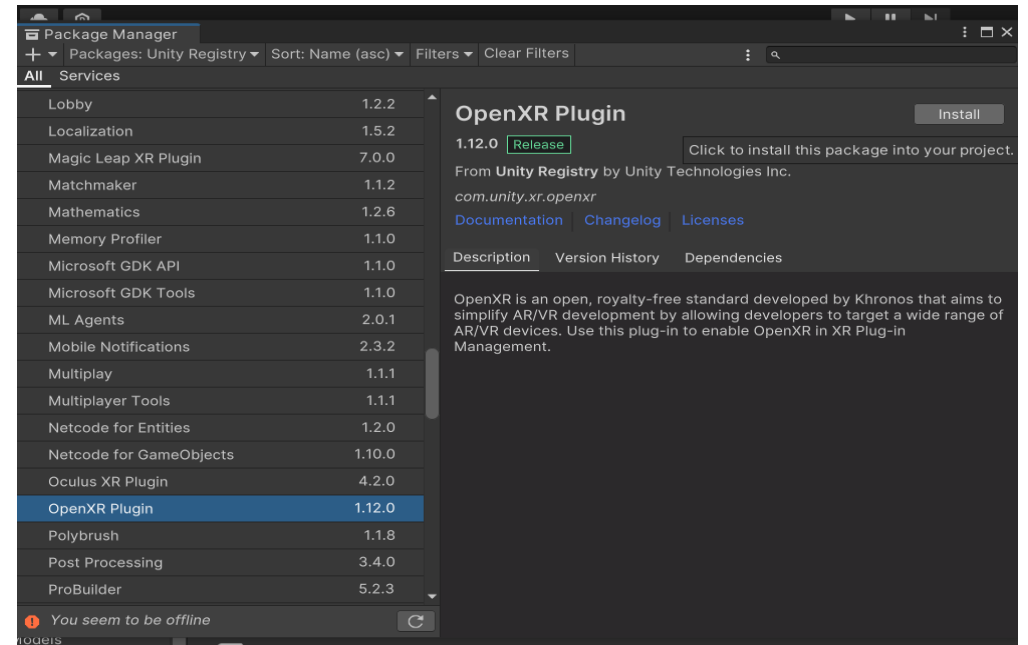 Package Manager
Packages: Unity Registry Sort: Name (asc) Filters Clear Filters
All Services
Lobby 1.2.2
Localization 1.5.2
Magic Leap XR Plugin 7.0.0
Matchmaker 1.1.2
Mathematics 1.2.6
Memory Profiler 1.1.0
Microsoft GDK API 1.1.0
Microsoft GDK Tools 1.1.0
ML Agents 2.0.1
Mobile Notifications 2.3.2
Multiplay 1.1.1
Multiplayer Tools 1.1.1
Netcode for Entities 1.2.0
Netcode for GameObjects 1.10.0
Oculus XR Plugin 4.2.0
OpenXR Plugin 1.12.0
Polybrush 1.1.8
Post Processing 3.4.0
ProBuilder 5.2.3
You seem to be offline
OpenXR Plugin
Install
1.12.0 Release
Click to install this package into your project.
From Unity Registry by Unity Technologies Inc.
com.unity.xr.openxr
Documentation Changelog Licenses
Description Version History Dependencies
OpenXR is an open, royalty-free standard developed by Khronos that aims to
simplify AR/VR development by allowing developers to target a wide range of
AR/VR devices. Use this plug-in to enable OpenXR in XR Plug-in
Management.